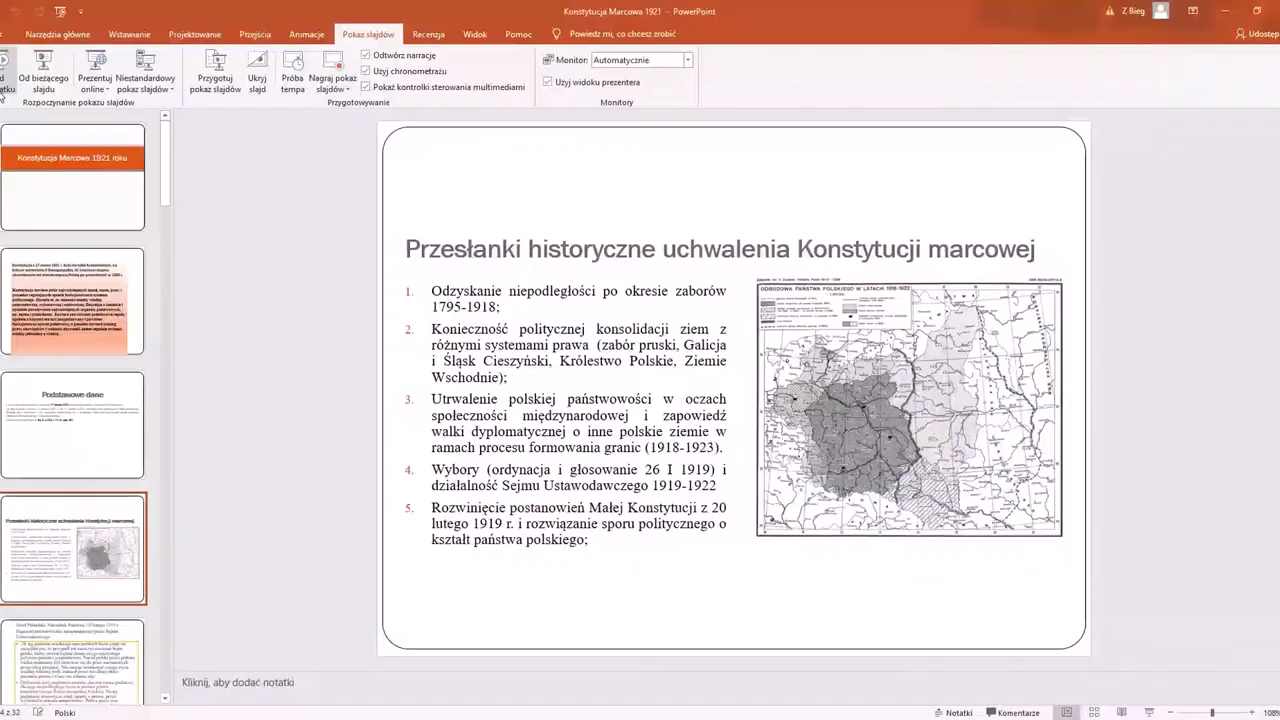 Konstytucja Marcowa 1921 – PowerPoint
Z.Bieg
Narzędzia główne Wstawianie Projektowanie Przejścia Animacje Pokaz slajdów Recenzja Widok Pomoc Powiedz mi, co chcesz zrobić Udostęp
Odtwórz narrację
Monitor: Automatycznie
Od bieżącego slajdu
Prezentuj online
Niestandardowy pokaz slajdów
Przygotuj pokaz slajdów
Ukryj slajd
Próba tempa
Nagraj pokaz slajdów
Użyj chronometrażu
Użyj widoku prezentera
Pokaż kontrolki sterowania multimediami
Rozpoczynanie pokazu slajdów
Przygotowywanie
Monitory
Konstytucja Marcowa 1921 roku
Podstawowe dane
Przesłanki historyczne uchwalenia Konstytucji marcowej
Przesłanki historyczne uchwalenia Konstytucji marcowej
1. Odzyskanie niepodległości po okresie zaborów
1795-1918;
2. Konieczność politycznej konsolidacji ziem z
różnymi systemami prawa (zabór pruski, Galicja
i Śląsk Cieszyński, Królestwo Polskie, Ziemie
Wschodnie);
3. Utrwalenie polskiej państwowości w oczach
społeczności międzynarodowej i zapowiedź
walki dyplomatycznej o inne polskie ziemie w
ramach procesu formowania granic (1918-1923).
4. Wybory (ordynacja i głosowanie 26 I 1919) i
działalność Sejmu Ustawodawczego 1919-1922
5. Rozwinięcie postanowień Małej Konstytucji z 20
lutego 1919 r. i rozwiązanie sporu politycznego o
kształt państwa polskiego;
ODBUDOWA PAŃSTWA POLSKIEGO W LATACH 1918-1922
Kliknij, aby dodać notatki
4 z 32
Polski
Notatki
Komentarze
108%